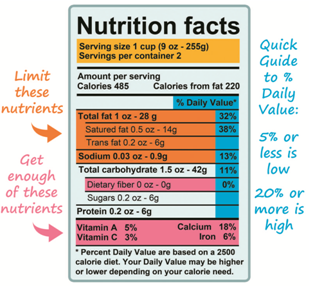 Nutrition facts
Serving size 1 cup (9 oz - 255g)
Servings per container 2
Amount per serving
Calories 485 Calories from fat 220
% Daily Value*
Total fat 1 oz - 28 g 32%
Satured fat 0.5 oz - 14g 38%
Trans fat 0.2 oz - 6g
Sodium 0.03 oz - 0.9g 13%
Total carbohydrate 1.5 oz - 42g 11%
Dietary fiber 0 oz - 0g 0%
Sugars 0.2 oz - 6g
Protein 0.2 oz - 6g
Vitamin A 5% Calcium 18%
Vitamin C 3% Iron 6%
* Percent Daily Value are based on a 2500
calorie diet. Your Daily Value may be higher
or lower depending on your calorie need.
Limit
these
nutrients
Get
enough
of these
nutrients
Quick
Guide
to %
Daily
Value:
5% or
less is
low
20% or
more is
high